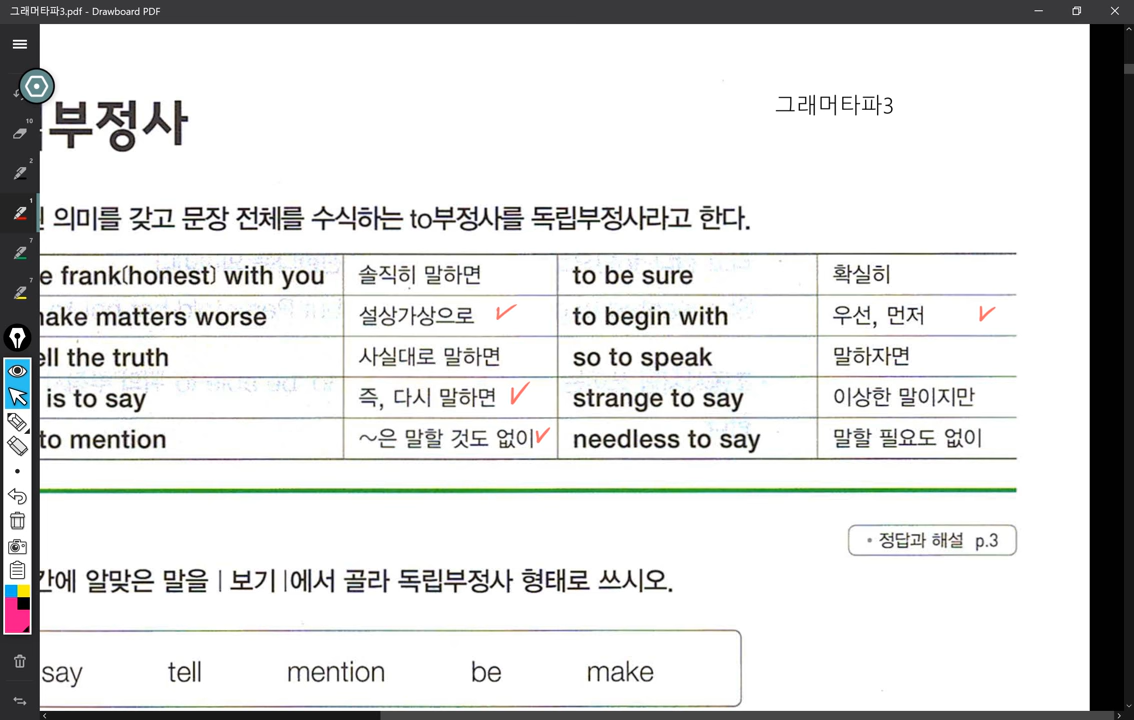 그래머타파3.pdf - Drawboard PDF
10
2
1
7
7
그래머타파3
부정사
의미를 갖고 문장 전체를 수식하는 to부정사를 독립부정사라고 한다.
e frank(honest) with you 솔직히 말하면 to be sure 확실히
make matters worse 설상가상으로 to begin with 우선, 먼저
ell the truth 사실대로 말하면 so to speak 말하자면
is to say 즉, 다시 말하면 strange to say 이상한 말이지만
to mention ~은 말할 것도 없이 needless to say 말할 필요도 없이
• 정답과 해설 p.3
간에 알맞은 말을 | 보기 |에서 골라 독립부정사 형태로 쓰시오.
say tell mention be make